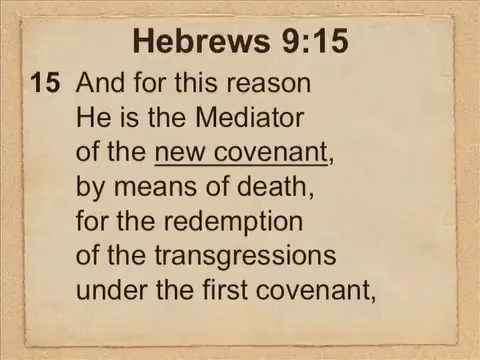 Hebrews 9:15
15 And for this reason
He is the Mediator
of the new covenant,
by means of death,
for the redemption
of the transgressions
under the first covenant,